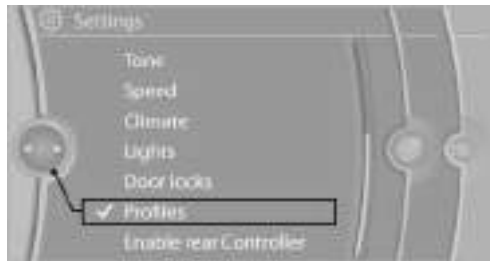 Settings
Tone
Speed
Climate
Lights
Door locks
Profiles
Enable rear Controller